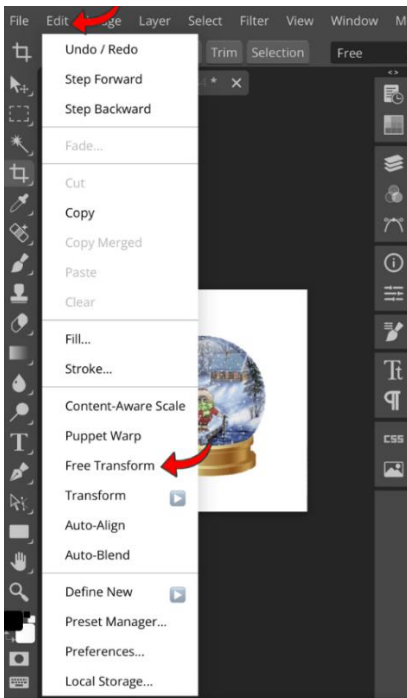 File Edit Layer Select Filter View Window M
Trim Selection Free
Undo / Redo
Step Forward
Step Backward
Fade...
Cut
Copy
Copy Merged
Paste
Clear
Fill...
Stroke...
Content-Aware Scale
Puppet Warp
Free Transform
Transform
Auto-Align
Auto-Blend
Define New
Preset Manager...
Preferences...
Local Storage...
CSS